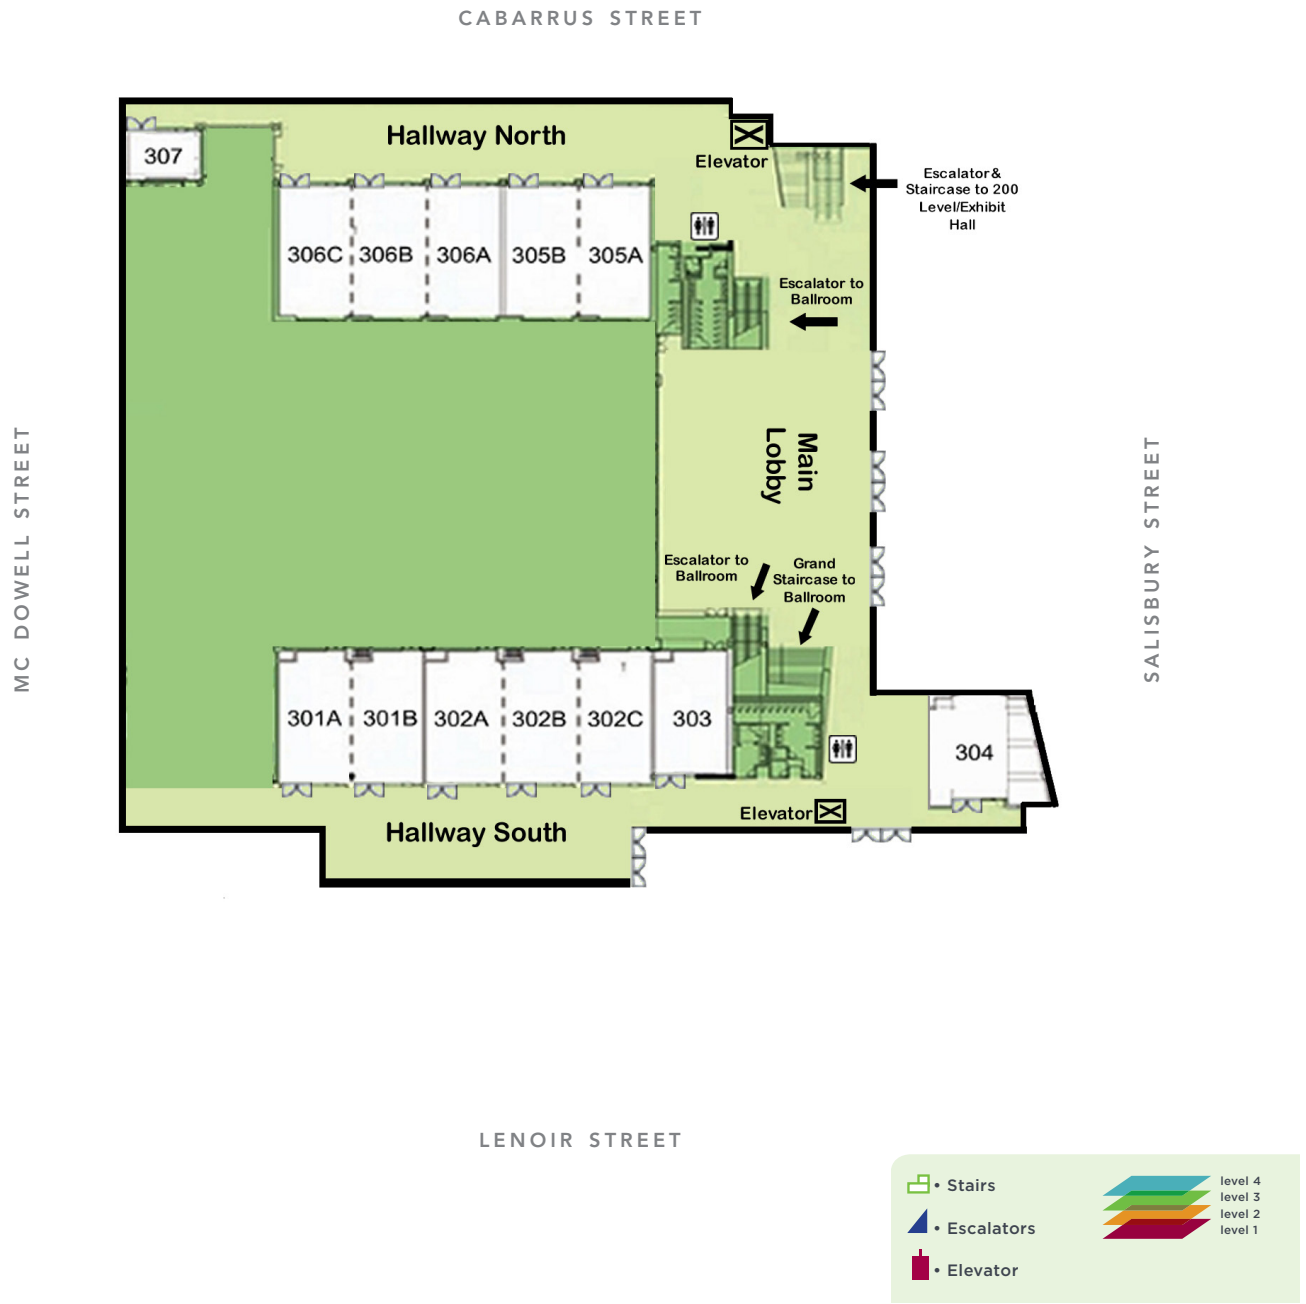 CABARRUS STREET
Hallway North
307
Elevator
Escalator &
Staircase to 200
Level/Exhibit
Hall
306C
306B
306A
305B
305A
Escalator to
Ballroom
Main
Lobby
MC DOWELL STREET
SALISBURY STREET
Escalator to
Ballroom
Grand
Staircase to
Ballroom
301A
301B
302A
302B
302C
303
304
Elevator
Hallway South
LENOIR STREET
• Stairs
• Escalators
• Elevator
level 4
level 3
level 2
level 1